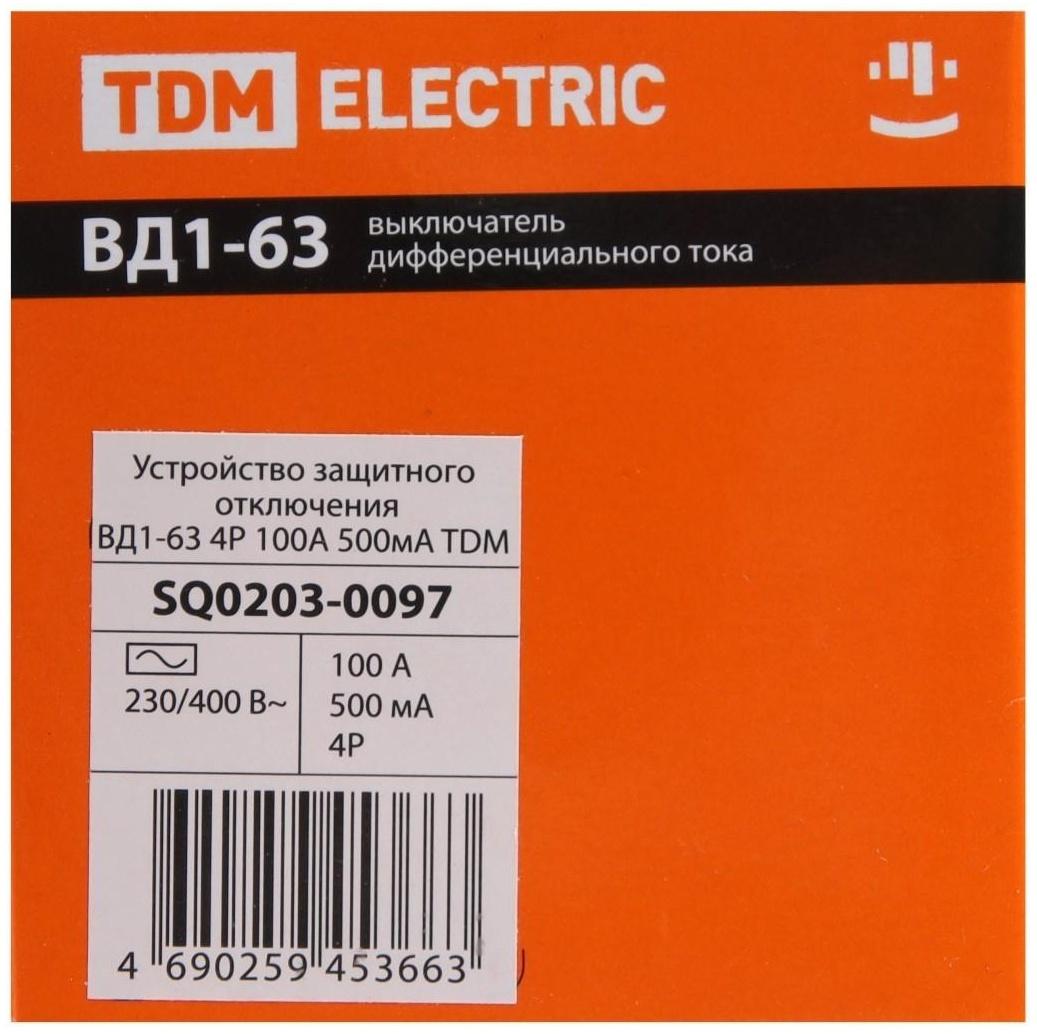 TDM ELECTRIC
ВД1-63
выключатель
дифференциального тока
Устройство защитного
отключения
ВД1-63 4Р 100А 500мА TDM
SQ0203-0097
230/400 В~
100 А
500 мА
4Р
4 690259 453663